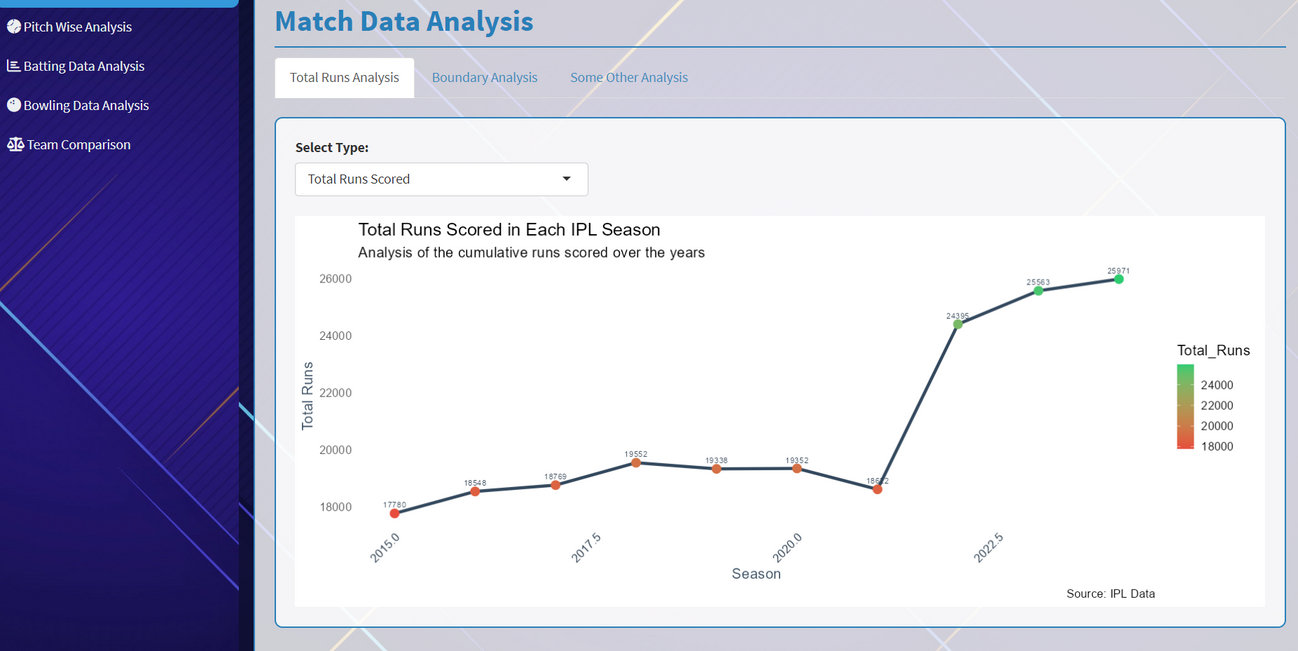 Pitch Wise Analysis
Batting Data Analysis
Bowling Data Analysis
Team Comparison
Match Data Analysis
Total Runs Analysis
Boundary Analysis
Some Other Analysis
Select Type:
Total Runs Scored
Total Runs Scored in Each IPL Season
Analysis of the cumulative runs scored over the years
26000
24000
22000
20000
18000
Total Runs
17780
18548
18769
19552
19338
19352
24395
25563
25971
2015.0
2017.5
2020.0
2022.5
Season
Total_Runs
24000
22000
20000
18000
Source: IPL Data